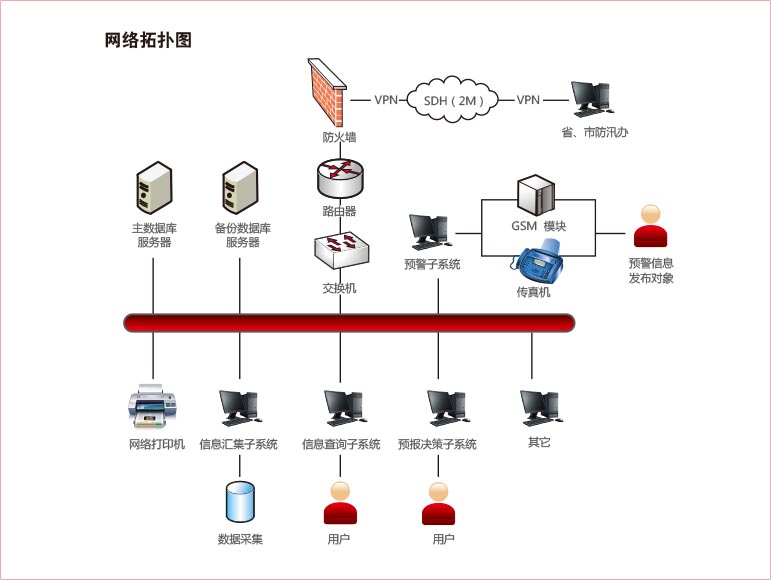 网络拓扑图
VPN
SDH（2M）
VPN
防火墙
省、市防汛办
路由器
主数据库
服务器
备份数据库
服务器
GSM 模块
预警子系统
预警信息
发布对象
交换机
传真机
网络打印机
信息汇集子系统
信息查询子系统
预报决策子系统
其它
数据采集
用户
用户